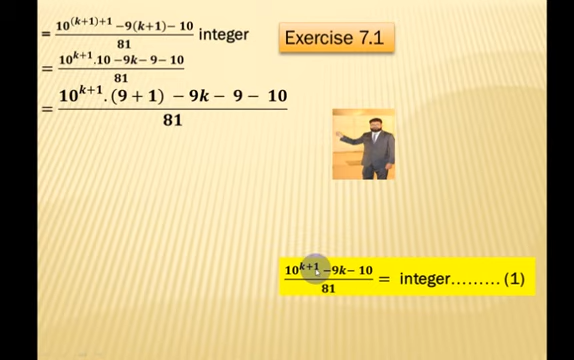 = (10^{(k+1)+1} − 9(k+1) − 10)/81 integer
Exercise 7.1
= (10^{k+1}.10 − 9k − 9 − 10)/81
= (10^{k+1}.(9 + 1) − 9k − 9 − 10)/81
(10^{k+1} − 9k − 10)/81 = integer.........(1)